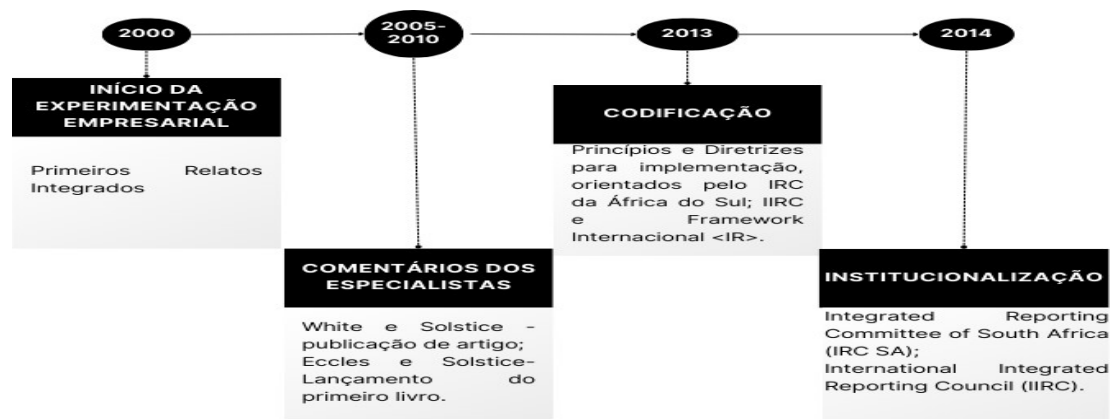 2000
INÍCIO DA
EXPERIMENTAÇÃO
EMPRESARIAL
Primeiros Relatos
Integrados
2005-
2010
COMENTÁRIOS DOS
ESPECIALISTAS
White e Solstice -
publicação de artigo;
Eccles e Solstice-
Lançamento do
primeiro livro.
2013
CODIFICAÇÃO
Princípios e Diretrizes
para implementação,
orientados pelo IRC
da África do Sul; IIRC
e Framework
Internacional <IR>.
2014
INSTITUCIONALIZAÇÃO
Integrated Reporting
Committee of South Africa
(IRC SA);
International Integrated
Reporting Council (IIRC).